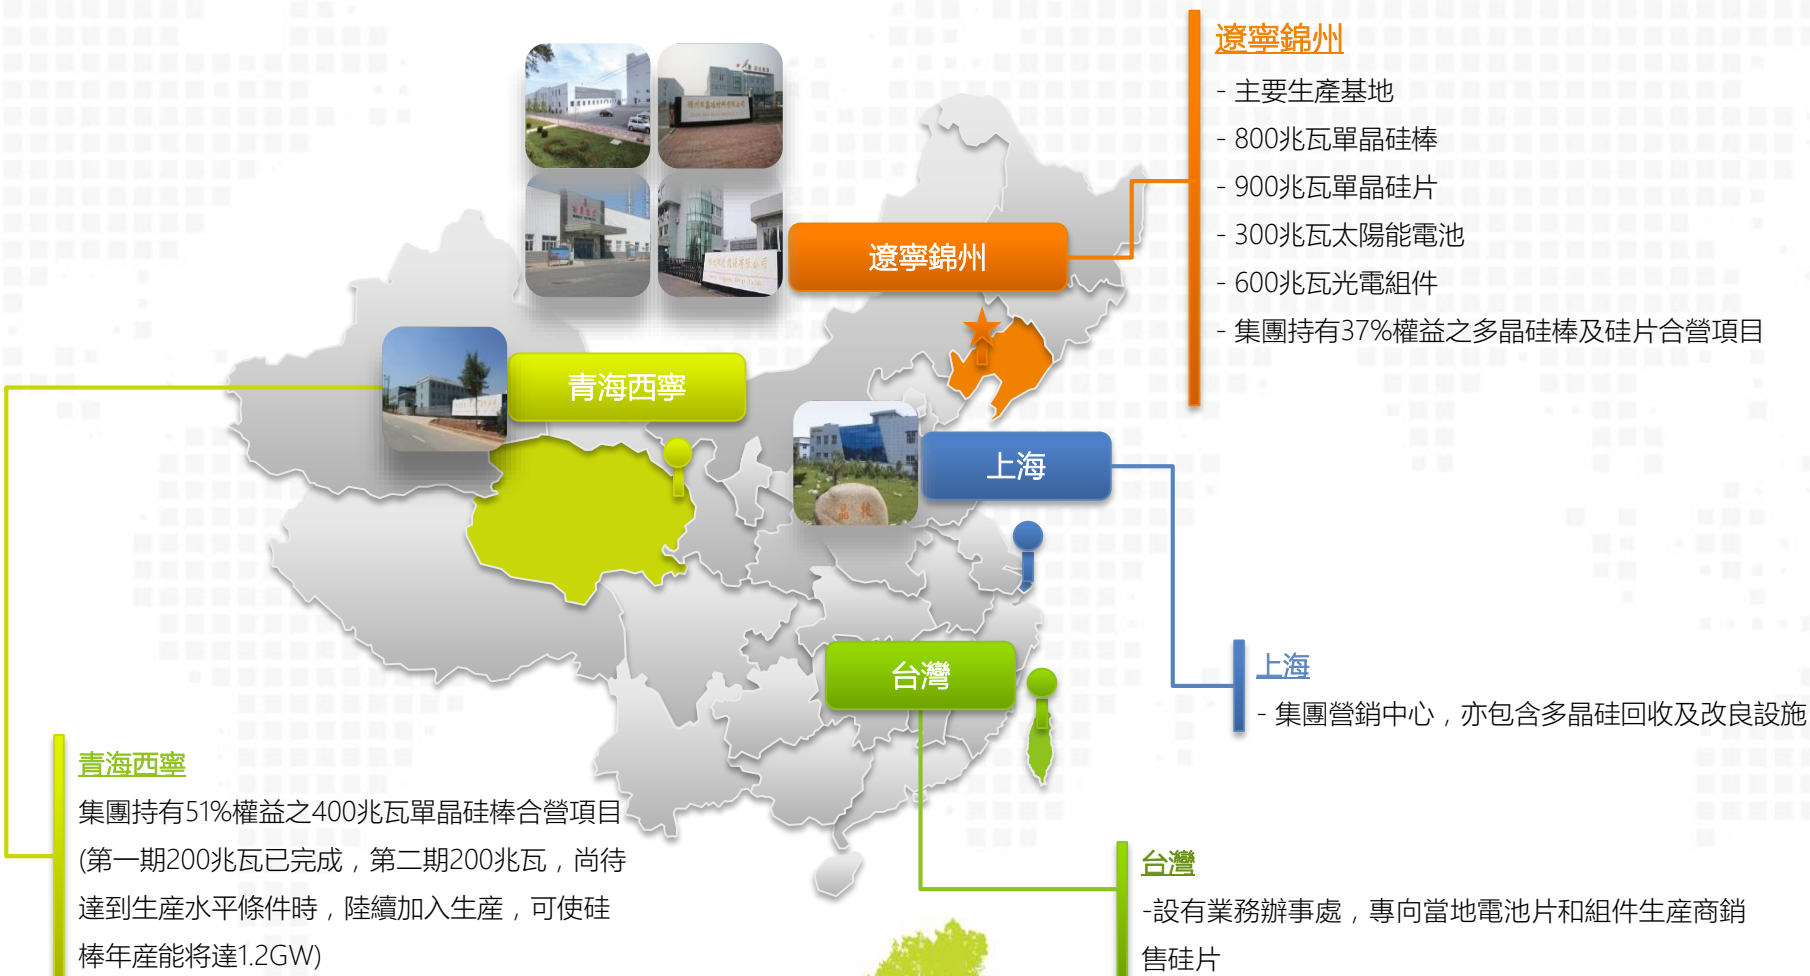 遼寧錦州
- 主要生產基地
- 800兆瓦單晶硅棒
- 900兆瓦單晶硅片
- 300兆瓦太陽能電池
- 600兆瓦光電組件
- 集團持有37%權益之多晶硅棒及硅片合營項目
遼寧錦州
青海西寧
上海
台灣
上海
- 集團營銷中心，亦包含多晶硅回收及改良設施
青海西寧
集團持有51%權益之400兆瓦單晶硅棒合營項目
(第一期200兆瓦已完成，第二期200兆瓦，尚待
達到生産水平條件時，陸續加入生産，可使硅
棒年産能将達1.2GW)
台灣
-設有業務辦事處，專向當地電池片和組件生産商銷
售硅片